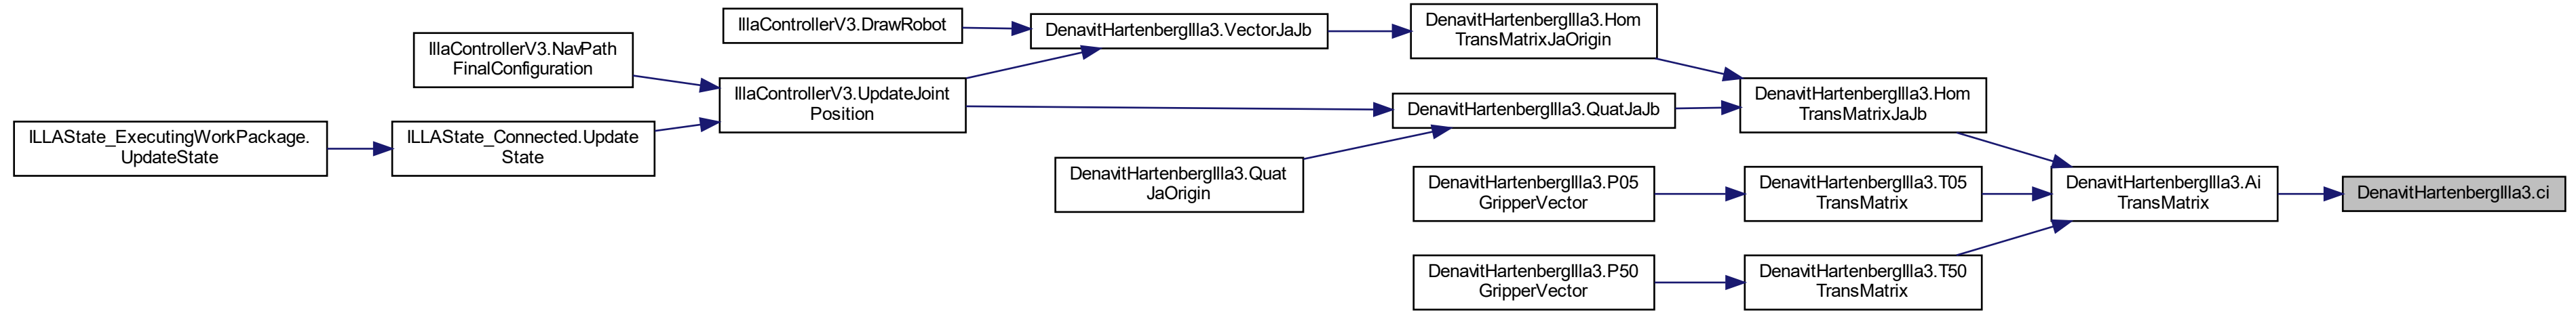 IllaControllerV3.DrawRobot
DenavitHartenbergIlla3.VectorJaJb
DenavitHartenbergIlla3.Hom
TransMatrixJaOrigin
IllaControllerV3.NavPath
FinalConfiguration
IllaControllerV3.UpdateJoint
Position
DenavitHartenbergIlla3.QuatJaJb
DenavitHartenbergIlla3.Hom
TransMatrixJaJb
ILLAState_ExecutingWorkPackage.
UpdateState
ILLAState_Connected.Update
State
DenavitHartenbergIlla3.Quat
JaOrigin
DenavitHartenbergIlla3.P05
GripperVector
DenavitHartenbergIlla3.T05
TransMatrix
DenavitHartenbergIlla3.Ai
TransMatrix
DenavitHartenbergIlla3.ci
DenavitHartenbergIlla3.P50
GripperVector
DenavitHartenbergIlla3.T50
TransMatrix